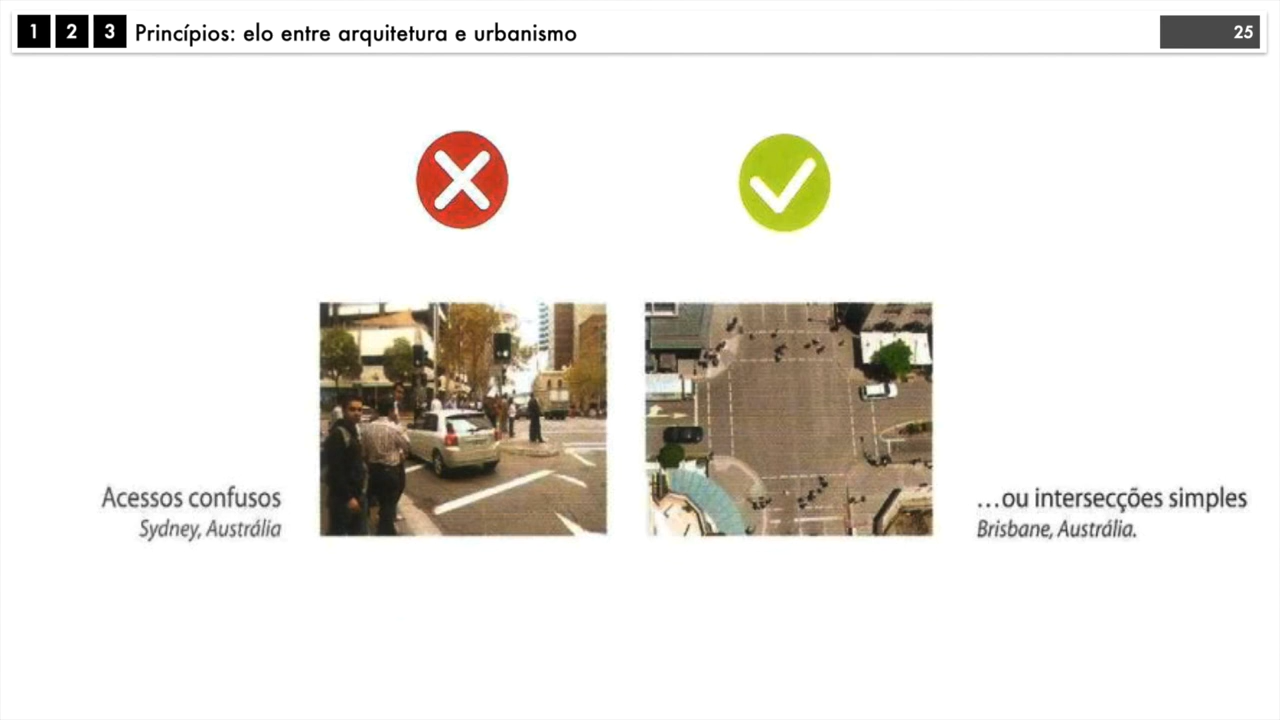 1 2 3 Princípios: elo entre arquitetura e urbanismo
25
Acessos confusos
Sydney, Austrália
...ou intersecções simples
Brisbane, Austrália.